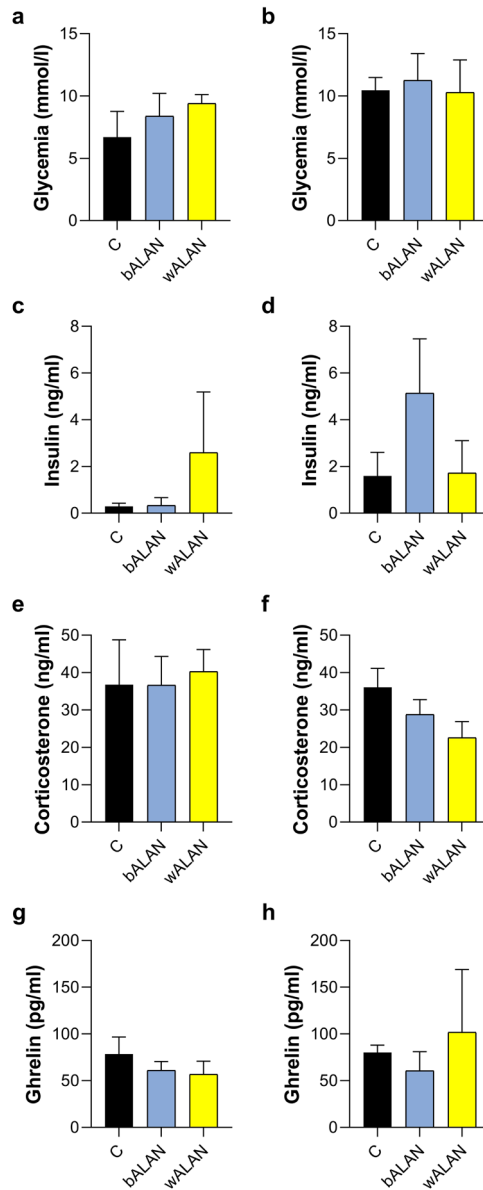 a
Glycemia (mmol/l)
15
10
5
0
C
bALAN
wALAN
b
Glycemia (mmol/l)
15
10
5
0
C
bALAN
wALAN
c
Insulin (ng/ml)
8
6
4
2
0
C
bALAN
wALAN
d
Insulin (ng/ml)
8
6
4
2
0
C
bALAN
wALAN
e
Corticosterone (ng/ml)
50
40
30
20
10
0
C
bALAN
wALAN
f
Corticosterone (ng/ml)
50
40
30
20
10
0
C
bALAN
wALAN
g
Ghrelin (pg/ml)
200
150
100
50
0
C
bALAN
wALAN
h
Ghrelin (pg/ml)
200
150
100
50
0
C
bALAN
wALAN